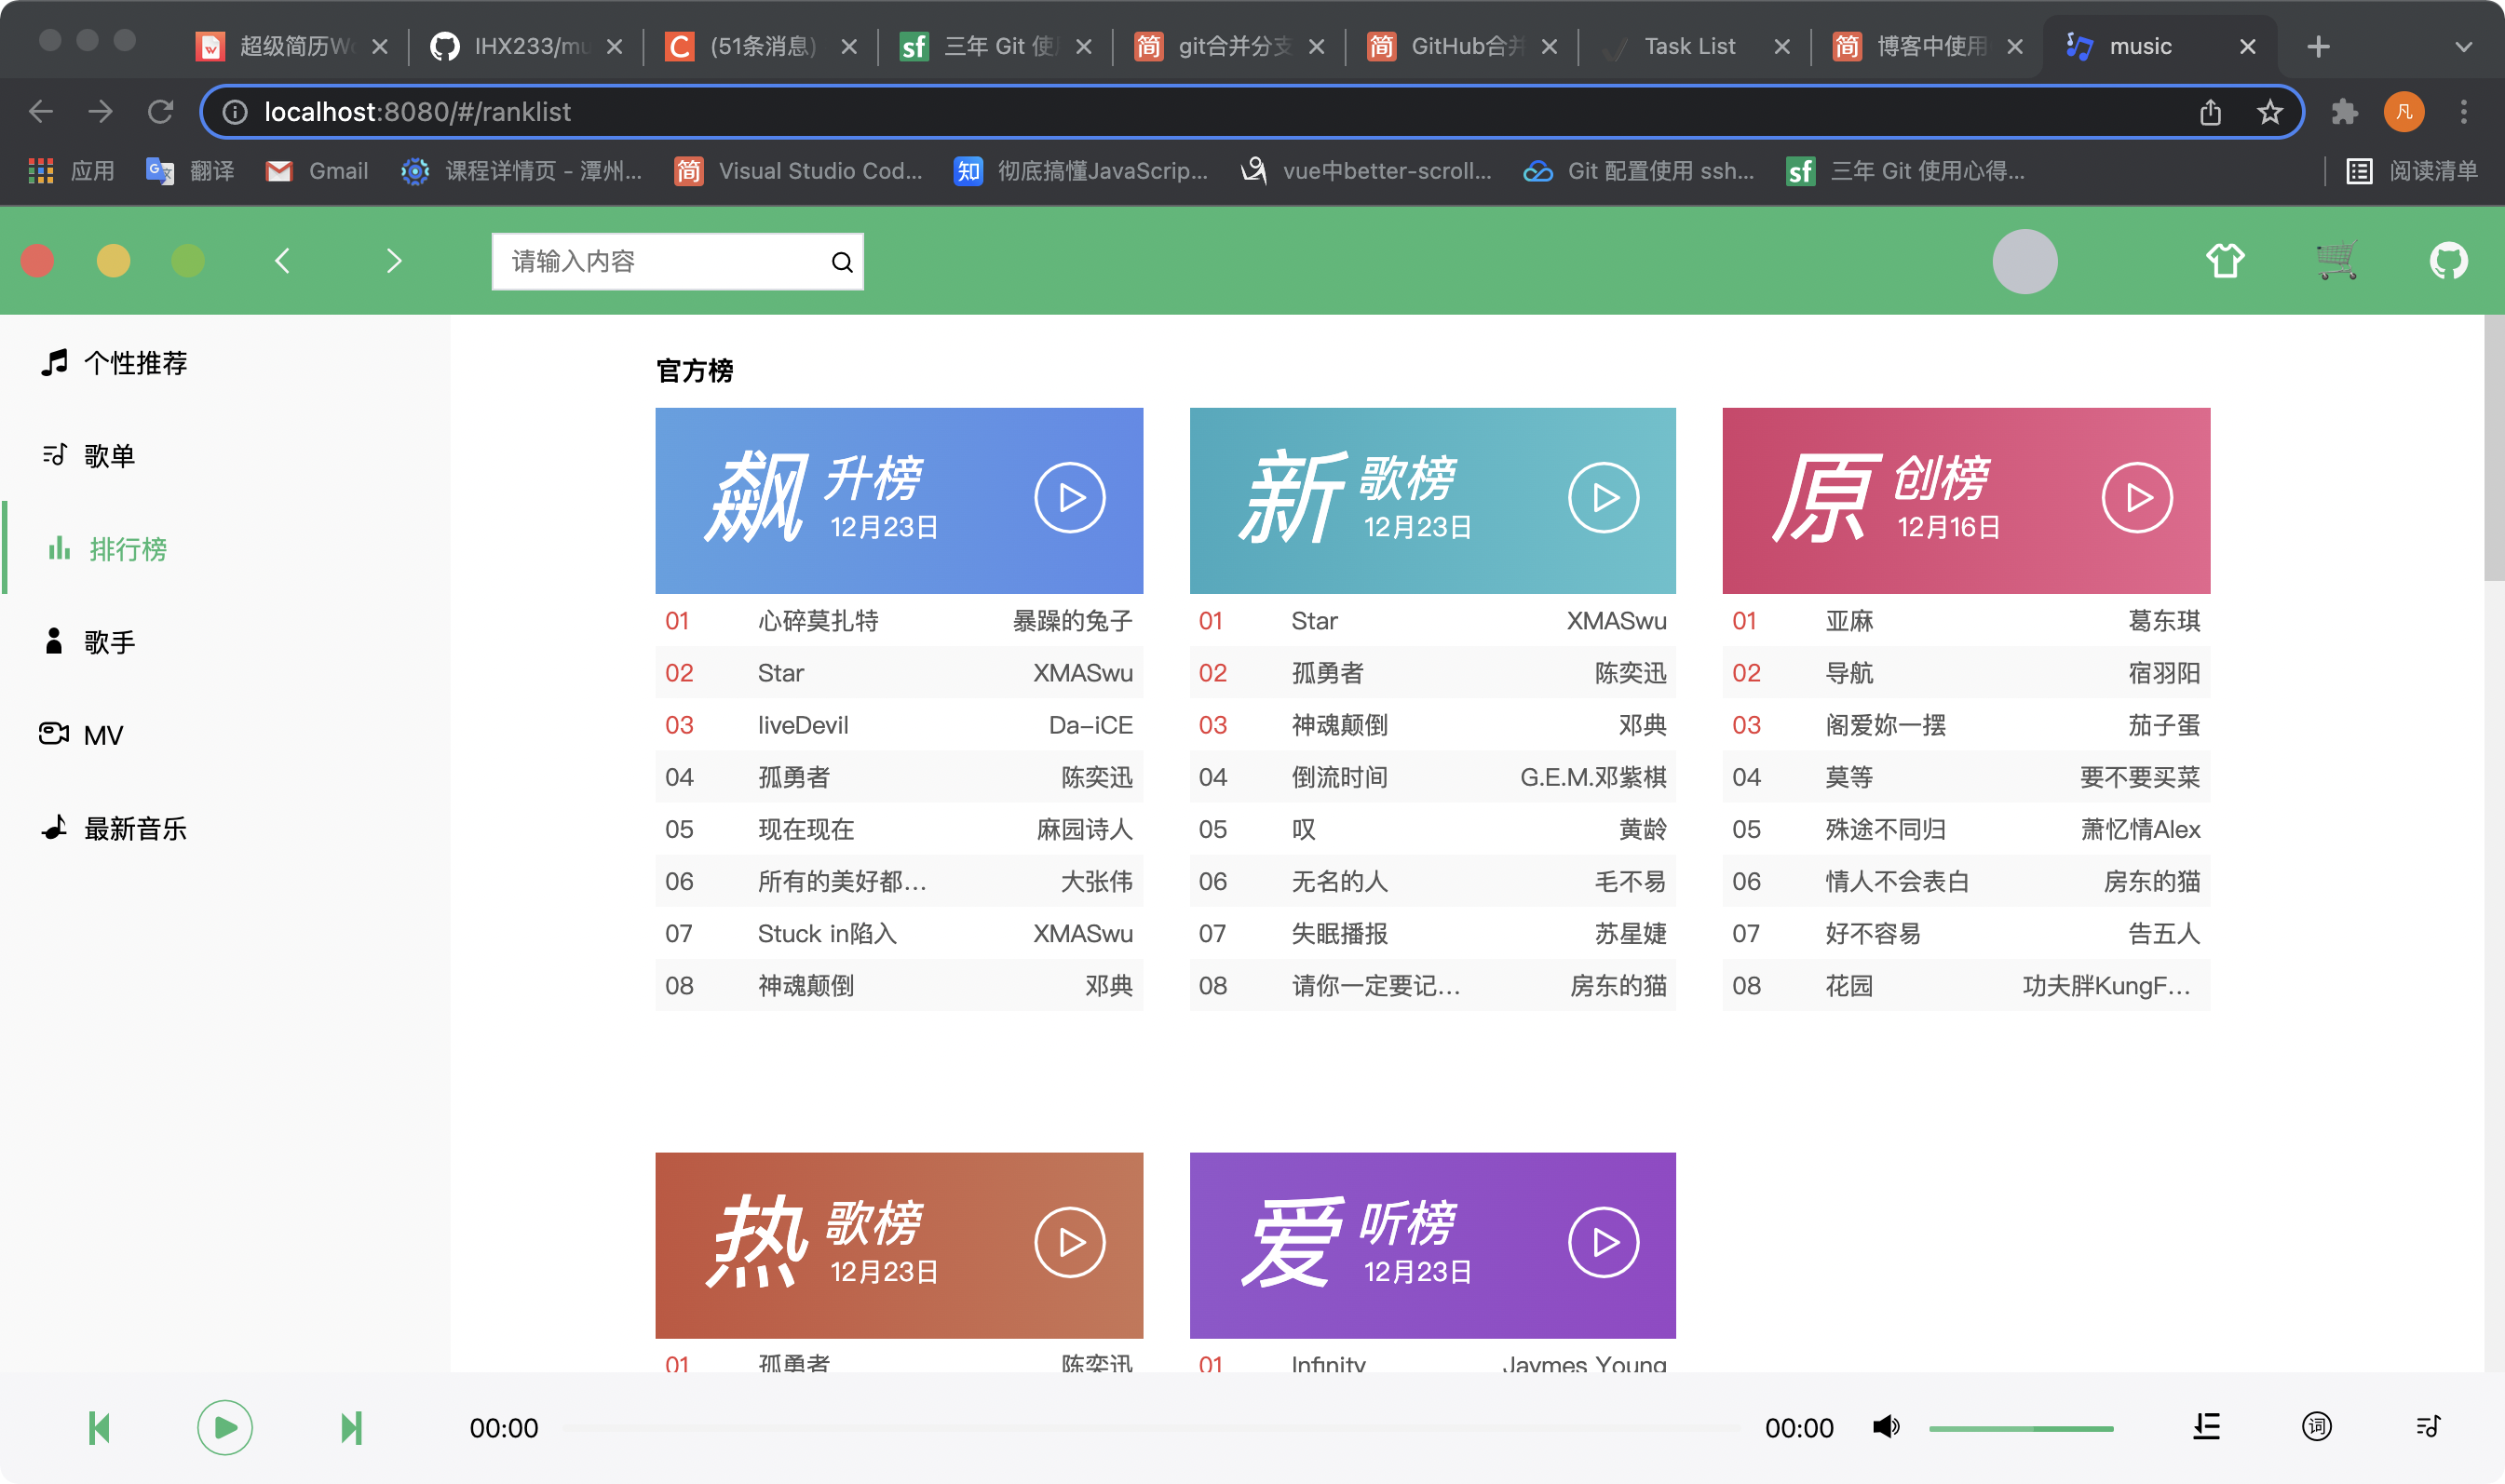 超级简历Wo
IHX233/mu
(51条消息)
三年 Git 使用
git合并分支
GitHub合并
Task List
博客中使用
music
localhost:8080/#/ranklist
凡
应用
翻译
Gmail
课程详情页 - 潭州...
Visual Studio Cod...
彻底搞懂JavaScrip...
vue中better-scroll...
Git 配置使用 ssh...
三年 Git 使用心得...
阅读清单
请输入内容
个性推荐
歌单
排行榜
歌手
MV
最新音乐
官方榜
飙 升榜
12月23日
01 心碎莫扎特 暴躁的兔子
02 Star XMASwu
03 liveDevil Da-iCE
04 孤勇者 陈奕迅
05 现在现在 麻园诗人
06 所有的美好都... 大张伟
07 Stuck in陷入 XMASwu
08 神魂颠倒 邓典
新 歌榜
12月23日
01 Star XMASwu
02 孤勇者 陈奕迅
03 神魂颠倒 邓典
04 倒流时间 G.E.M.邓紫棋
05 叹 黄龄
06 无名的人 毛不易
07 失眠播报 苏星婕
08 请你一定要记... 房东的猫
原 创榜
12月16日
01 亚麻 葛东琪
02 导航 宿羽阳
03 阁爱妳一摆 茄子蛋
04 莫等 要不要买菜
05 殊途不同归 萧忆情Alex
06 情人不会表白 房东的猫
07 好不容易 告五人
08 花园 功夫胖KungF...
热 歌榜
12月23日
01 孤勇者 陈奕迅
爱 听榜
12月23日
01 Infinity Jaymes Young
00:00
00:00
词